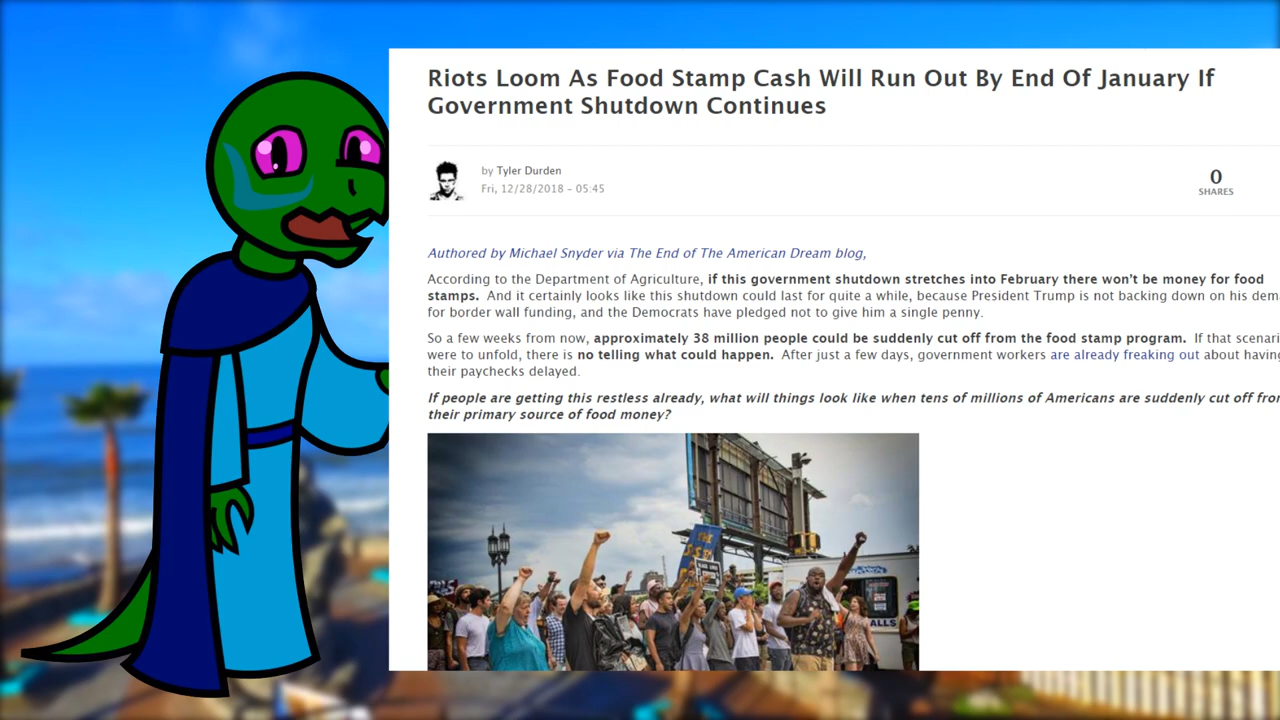 Riots Loom As Food Stamp Cash Will Run Out By End Of January If
Government Shutdown Continues
by Tyler Durden
Fri, 12/28/2018 - 05:45
0
SHARES
Authored by Michael Snyder via The End of The American Dream blog,
According to the Department of Agriculture, if this government shutdown stretches into February there won't be money for food
stamps. And it certainly looks like this shutdown could last for quite a while, because President Trump is not backing down on his dem
for border wall funding, and the Democrats have pledged not to give him a single penny.
So a few weeks from now, approximately 38 million people could be suddenly cut off from the food stamp program. If that scenari
were to unfold, there is no telling what could happen. After just a few days, government workers are already freaking out about having
their paychecks delayed.
If people are getting this restless already, what will things look like when tens of millions of Americans are suddenly cut off from
their primary source of food money?